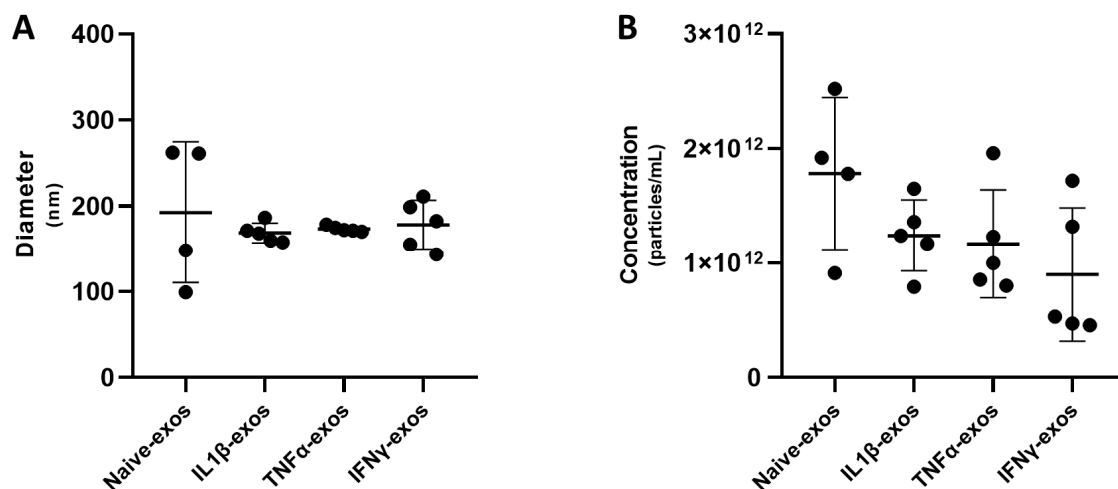 A
Diameter
(nm)
400
300
200
100
0
Naive-exos
IL1β-exos
TNFα-exos
IFNγ-exos
B
Concentration
(particles/mL)
3×10¹²
2×10¹²
1×10¹²
0
Naive-exos
IL1β-exos
TNFα-exos
IFNγ-exos